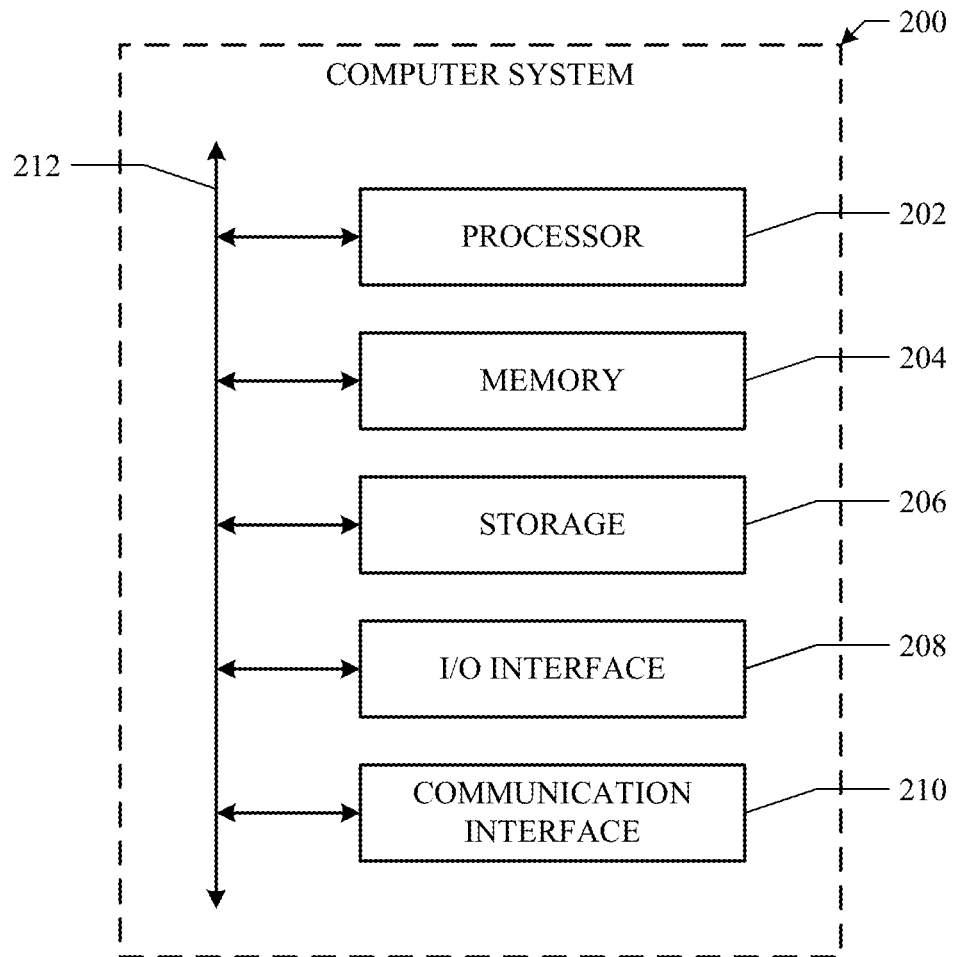 200
COMPUTER SYSTEM
212
PROCESSOR
202
MEMORY
204
STORAGE
206
I/O INTERFACE
208
COMMUNICATION
INTERFACE
210